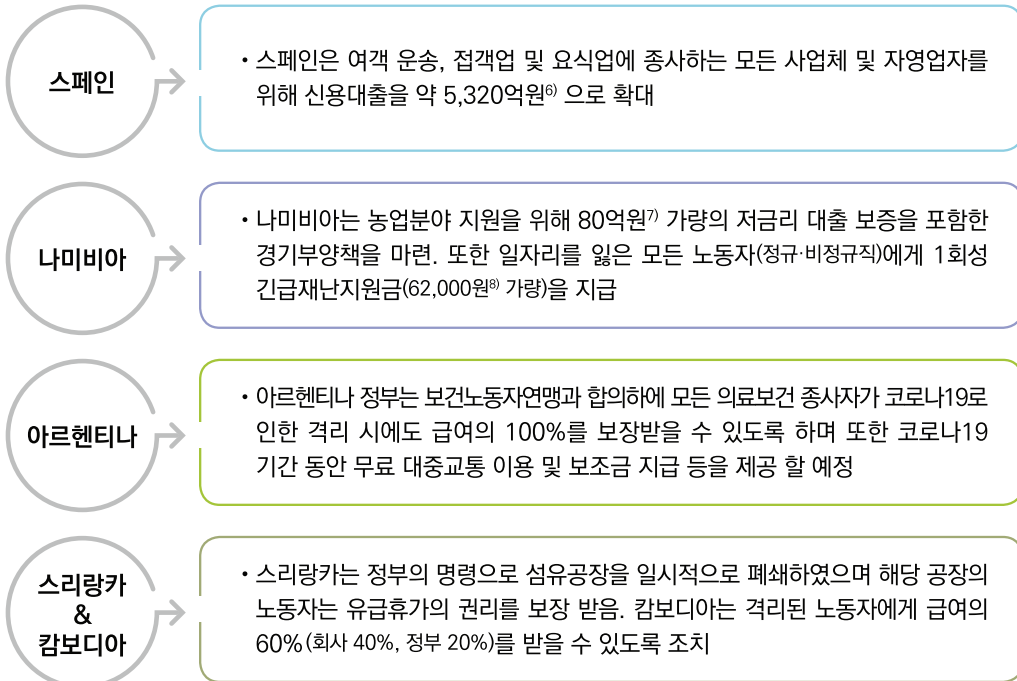 스페인
• 스페인은 여객 운송, 접객업 및 요식업에 종사하는 모든 사업체 및 자영업자를
위해 신용대출을 약 5,320억원6) 으로 확대
나미비아
• 나미비아는 농업분야 지원을 위해 80억원7) 가량의 저금리 대출 보증을 포함한
경기부양책을 마련. 또한 일자리를 잃은 모든 노동자(정규·비정규직)에게 1회성
긴급재난지원금(62,000원8) 가량)을 지급
아르헨티나
• 아르헨티나 정부는 보건노동자연맹과 합의하에 모든 의료보건 종사자가 코로나19로
인한 격리 시에도 급여의 100%를 보장받을 수 있도록 하며 또한 코로나19
기간 동안 무료 대중교통 이용 및 보조금 지급 등을 제공 할 예정
스리랑카
&
캄보디아
• 스리랑카는 정부의 명령으로 섬유공장을 일시적으로 폐쇄하였으며 해당 공장의
노동자는 유급휴가의 권리를 보장 받음. 캄보디아는 격리된 노동자에게 급여의
60%(회사 40%, 정부 20%)를 받을 수 있도록 조치